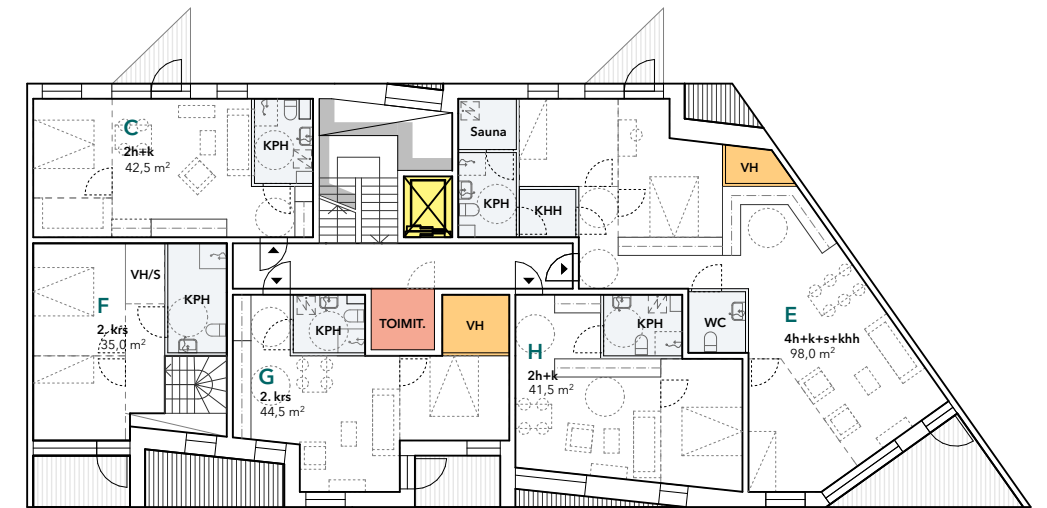 C
2h+k
42,5 m²
KPH
Sauna
KPH
KHH
VH
F
2. krs
35,0 m²
VH/S
KPH
G
2. krs
44,5 m²
KPH
TOIMIT.
VH
H
2h+k
41,5 m²
KPH
WC
E
4h+k+s+khh
98,0 m²